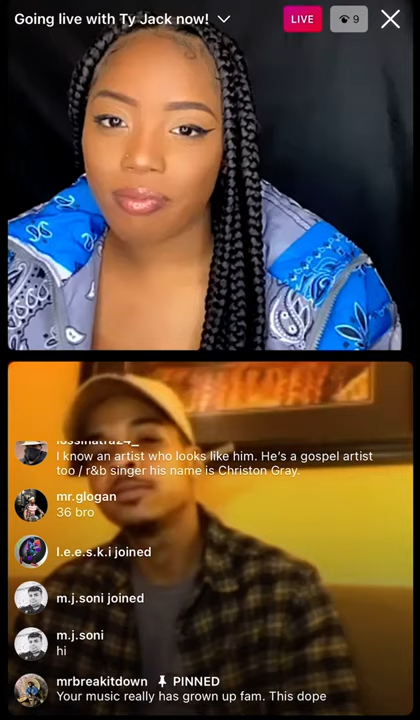 Going live with Ty Jack now!
LIVE
9
I know an artist who looks like him. He's a gospel artist
too / r&b singer his name is Christon Gray.
mr.glogan
36 bro
l.e.e.s.k.i joined
m.j.soni joined
m.j.soni
hi
mrbreakitdown PINNED
Your music really has grown up fam. This dope